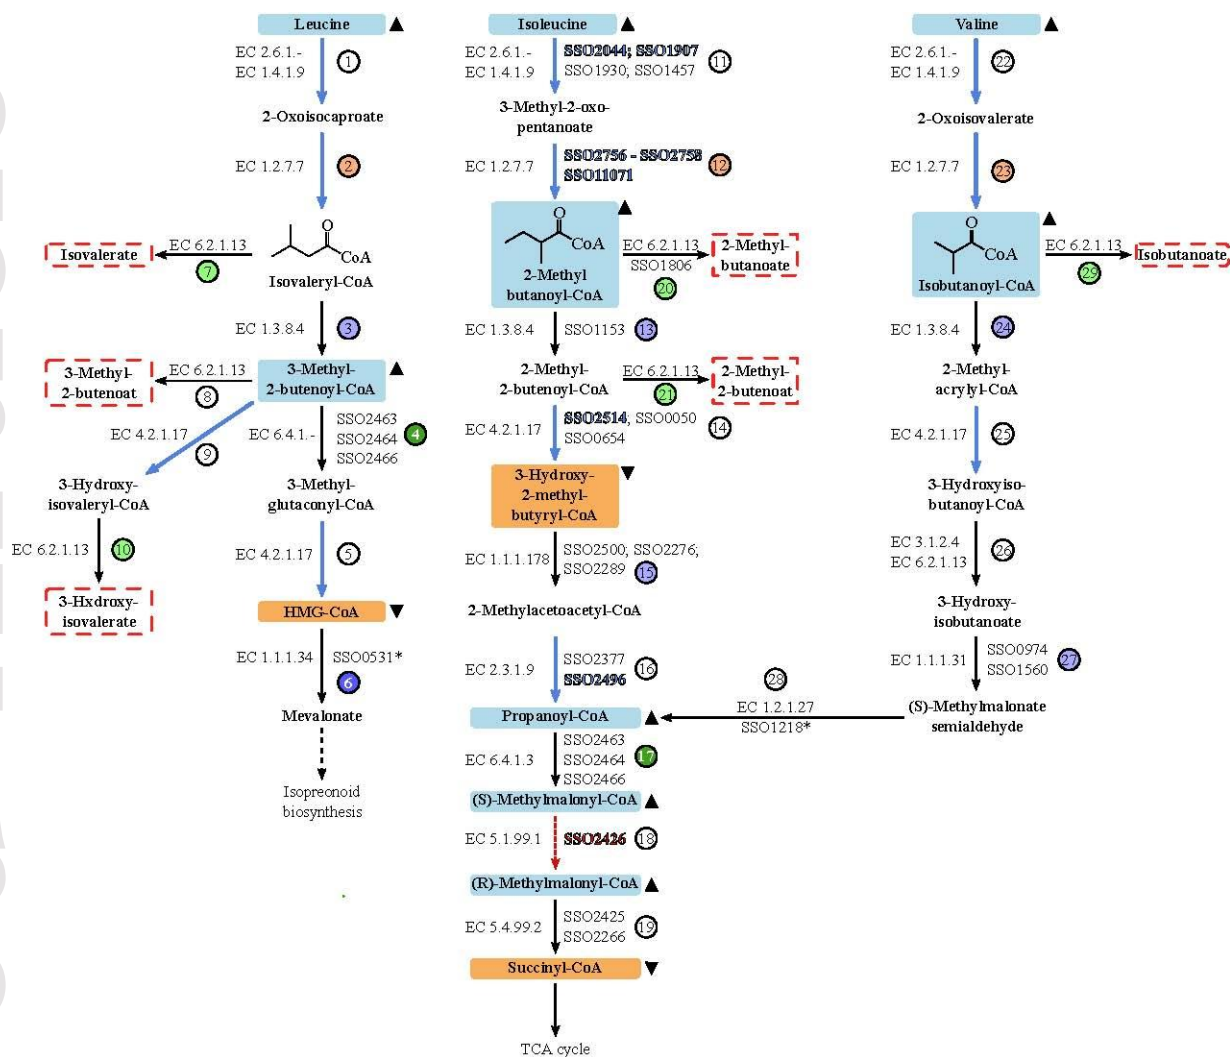 Leucine
EC 2.6.1.-
EC 1.4.1.9
1
2-Oxoisocaproate
EC 1.2.7.7
2
O
CoA
Isovaleryl-CoA
EC 6.2.1.13
7
Isovalerate
EC 1.3.8.4
3
3-Methyl-
2-butenoyl-CoA
EC 6.2.1.13
8
3-Methyl-
2-butenoat
EC 4.2.1.17
9
3-Hydroxy-
isovaleryl-CoA
EC 6.2.1.13
10
3-Hxdroxy-
isovalerate
EC 6.4.1.-
SSO2463
SSO2464
SSO2466
4
3-Methyl-
glutaconyl-CoA
EC 4.2.1.17
5
HMG-CoA
EC 1.1.1.34
SSO0531*
6
Mevalonate
Isopreonoid
biosynthesis
Isoleucine
EC 2.6.1.-
EC 1.4.1.9
SSO2044; SSO1907
SSO1930; SSO1457
11
3-Methyl-2-oxo-
pentanoate
EC 1.2.7.7
SSO2756 - SSO2758
SSO11071
12
O
CoA
2-Methyl
butanoyl-CoA
EC 6.2.1.13
SSO1806
20
2-Methyl-
butanoate
EC 1.3.8.4
SSO1153
13
2-Methyl-
2-butenoyl-CoA
EC 6.2.1.13
21
2-Methyl-
2-butenoat
EC 4.2.1.17
SSO2514; SSO0050
SSO0654
14
3-Hydroxy-
2-methyl-
butyryl-CoA
EC 1.1.1.178
SSO2500; SSO2276;
SSO2289
15
2-Methylacetoacetyl-CoA
EC 2.3.1.9
SSO2377
SSO2496
16
Propanoyl-CoA
EC 6.4.1.3
SSO2463
SSO2464
SSO2466
17
(S)-Methylmalonyl-CoA
EC 5.1.99.1
SSO2426
18
(R)-Methylmalonyl-CoA
EC 5.4.99.2
SSO2425
SSO2266
19
Succinyl-CoA
TCA cycle
Valine
EC 2.6.1.-
EC 1.4.1.9
22
2-Oxoisovalerate
EC 1.2.7.7
23
O
CoA
Isobutanoyl-CoA
EC 6.2.1.13
29
Isobutanoate
EC 1.3.8.4
24
2-Methyl-
acrylyl-CoA
EC 4.2.1.17
25
3-Hydroxyiso-
butanoyl-CoA
EC 3.1.2.4
EC 6.2.1.13
26
3-Hydroxy-
isobutanoate
EC 1.1.1.31
SSO0974
SSO1560
27
(S)-Methylmalonate
semialdehyde
28
EC 1.2.1.27
SSO1218*